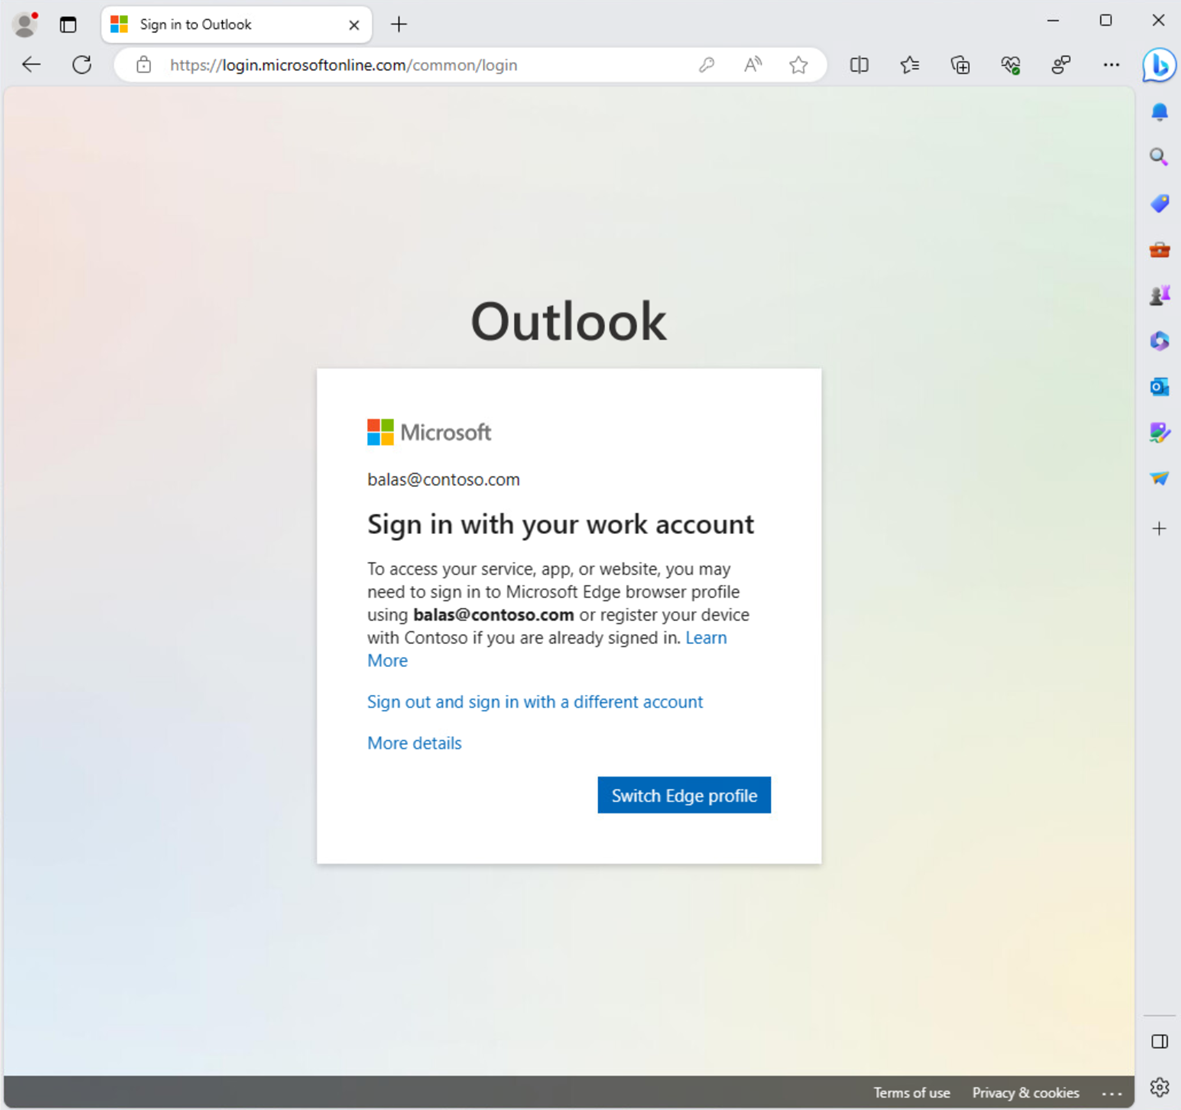 Sign in to Outlook
https://login.microsoftonline.com/common/login
Outlook
Microsoft
balas@contoso.com
Sign in with your work account
To access your service, app, or website, you may
need to sign in to Microsoft Edge browser profile
using balas@contoso.com or register your device
with Contoso if you are already signed in. Learn
More
Sign out and sign in with a different account
More details
Switch Edge profile
Terms of use Privacy & cookies ...